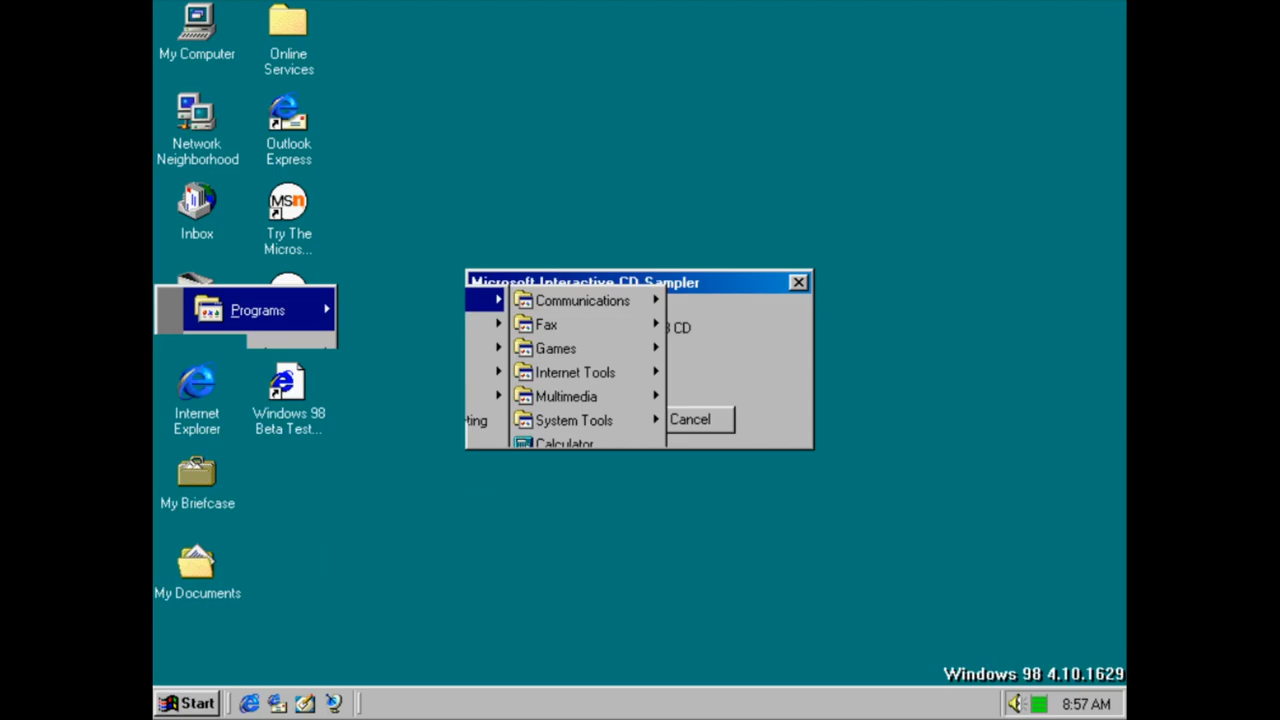 My Computer
Online
Services
Network
Neighborhood
Outlook
Express
Inbox
MSn
Try The
Micros...
Programs
Microsoft Interactive CD Sampler
Communications
Fax
Games
Internet Tools
Multimedia
System Tools
Calculator
ting
CD
Cancel
Internet
Explorer
Windows 98
Beta Test...
My Briefcase
My Documents
Windows 98 4.10.1629
Start
8:57 AM